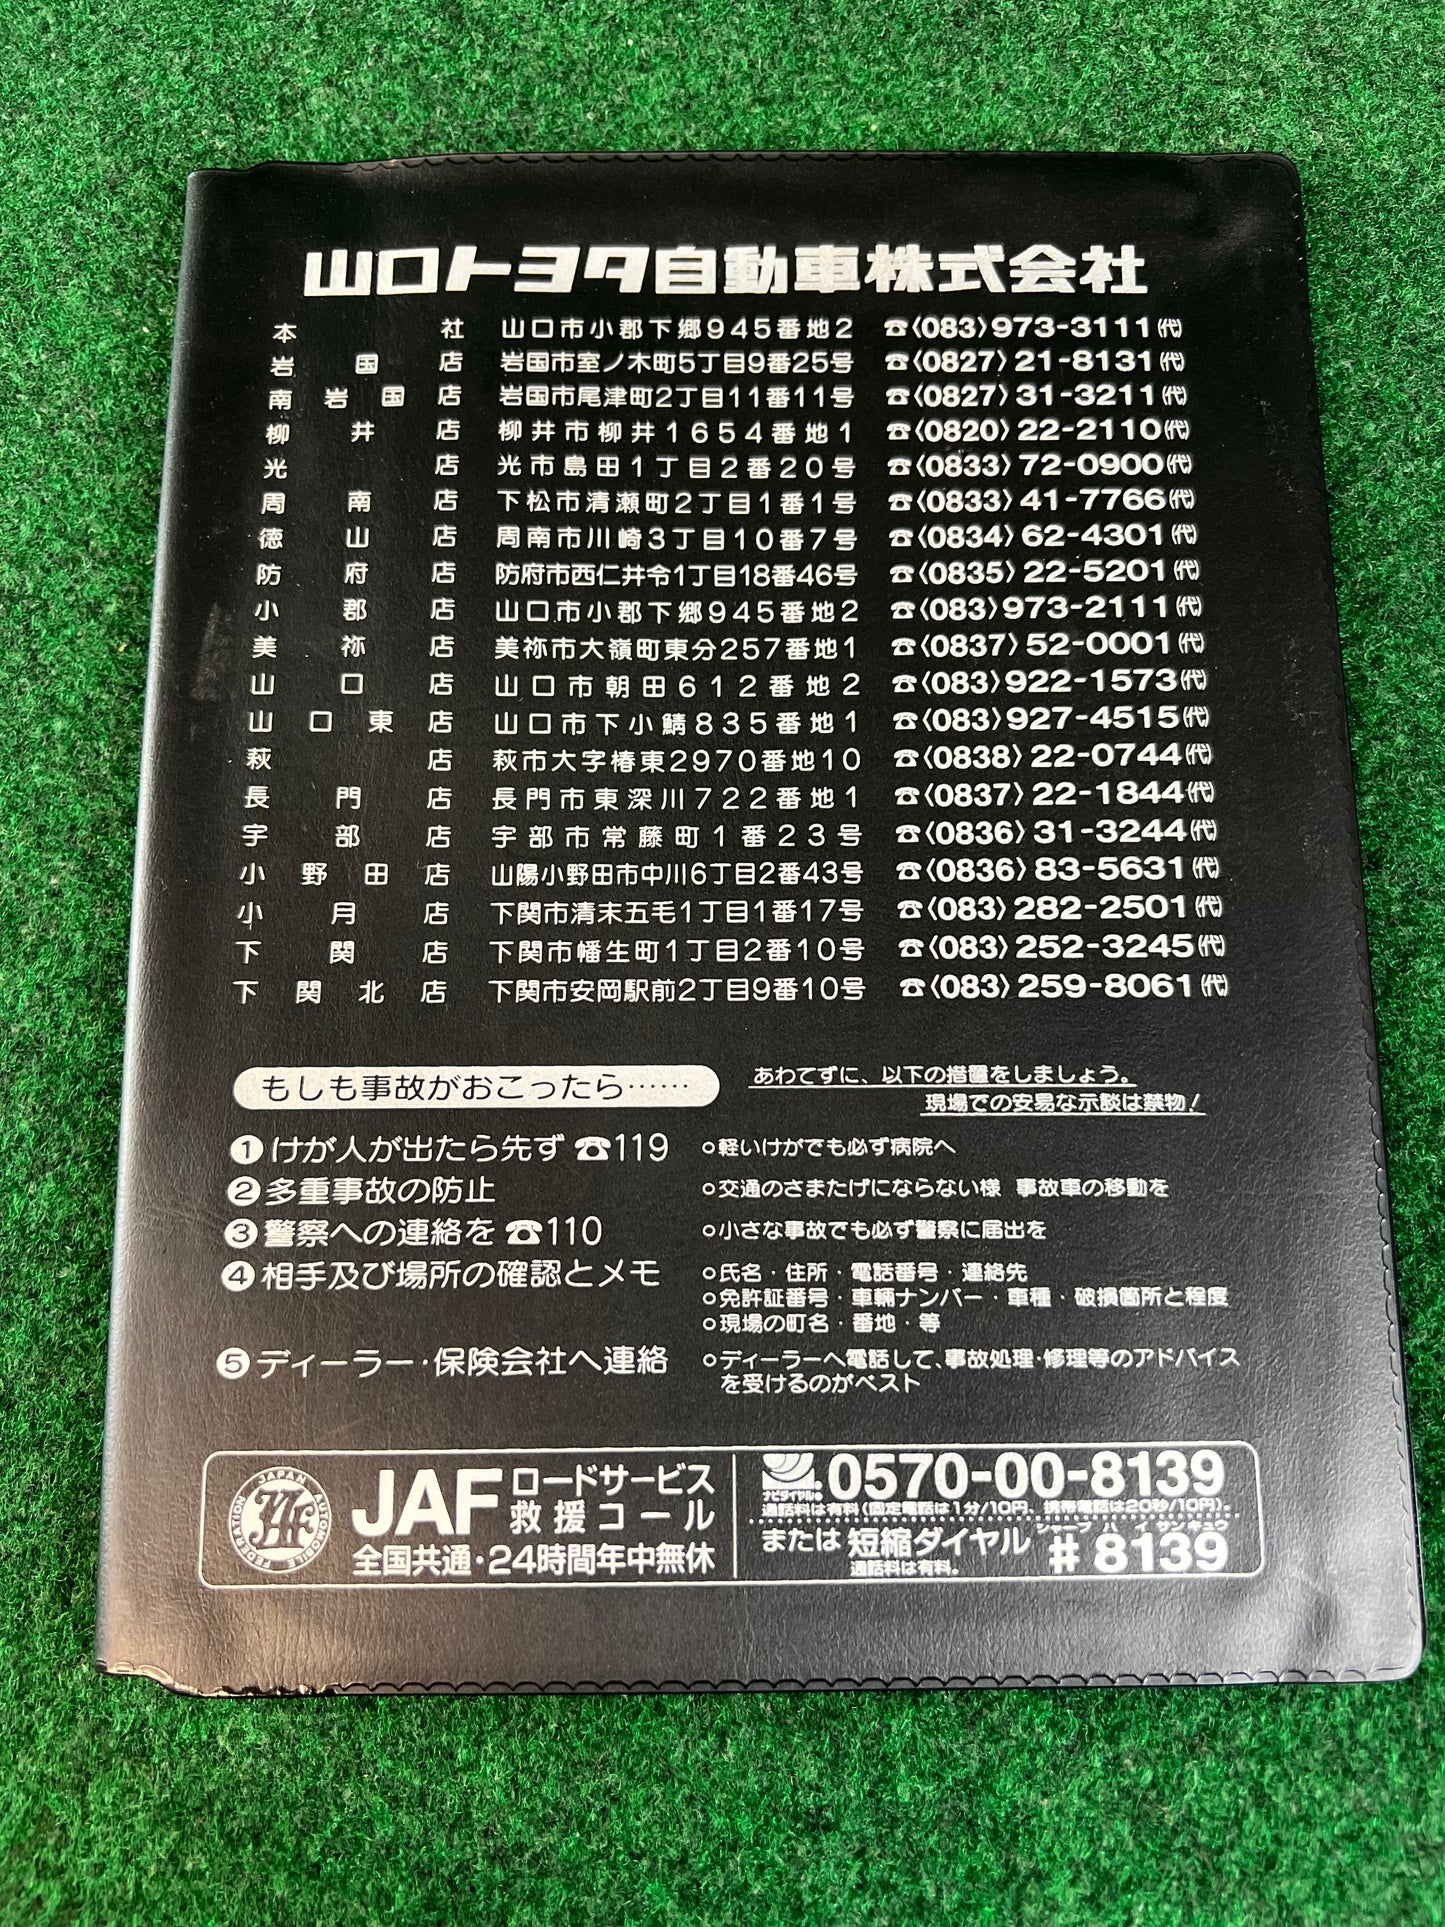 山口トヨタ自動車株式会社
本社 山口市小郡下郷945番地2 ☎〈083〉973-3111㈹
岩国店 岩国市室ノ木町5丁目9番25号 ☎〈0827〉21-8131㈹
南岩国店 岩国市尾津町2丁目11番11号 ☎〈0827〉31-3211㈹
柳井店 柳井市柳井1654番地1 ☎〈0820〉22-2110㈹
光店 光市島田1丁目2番20号 ☎〈0833〉72-0900㈹
周南店 下松市清瀬町2丁目1番1号 ☎〈0833〉41-7766㈹
徳山店 周南市川崎3丁目10番7号 ☎〈0834〉62-4301㈹
防府店 防府市西仁井令1丁目18番46号 ☎〈0835〉22-5201㈹
小郡店 山口市小郡下郷945番地2 ☎〈083〉973-2111㈹
美祢店 美祢市大嶺町東分257番地1 ☎〈0837〉52-0001㈹
山口店 山口市朝田612番地2 ☎〈083〉922-1573㈹
山口東店 山口市下小鯖835番地1 ☎〈083〉927-4515㈹
萩店 萩市大字椿東2970番地10 ☎〈0838〉22-0744㈹
長門店 長門市東深川722番地1 ☎〈0837〉22-1844㈹
宇部店 宇部市常藤町1番23号 ☎〈0836〉31-3244㈹
小野田店 山陽小野田市中川6丁目2番43号 ☎〈0836〉83-5631㈹
小月店 下関市清末五毛1丁目1番17号 ☎〈083〉282-2501㈹
下関店 下関市幡生町1丁目2番10号 ☎〈083〉252-3245㈹
下関北店 下関市安岡駅前2丁目9番10号 ☎〈083〉259-8061㈹
もしも事故がおこったら…… あわてずに、以下の措置をしましょう。
現場での安易な示談は禁物！
❶けが人が出たら先ず☎119 ○軽いけがでも必ず病院へ
❷多重事故の防止 ○交通のさまたげにならない様 事故車の移動を
❸警察への連絡を☎110 ○小さな事故でも必ず警察に届出を
❹相手及び場所の確認とメモ ○氏名・住所・電話番号・連絡先
○免許証番号・車輌ナンバー・車種・破損箇所と程度
○現場の町名・番地・等
❺ディーラー・保険会社へ連絡 ○ディーラーへ電話して、事故処理・修理等のアドバイス
を受けるのがベスト
JAPAN AUTOMOBILE FEDERATION
JAF ロードサービス
救援コール
全国共通・24時間年中無休
ナビダイヤル 0570-00-8139
通話料は有料(固定電話は1分/10円、携帯電話は20秒/10円)。
シャープ ハイサンキュウ
または 短縮ダイヤル #8139
通話料は有料。